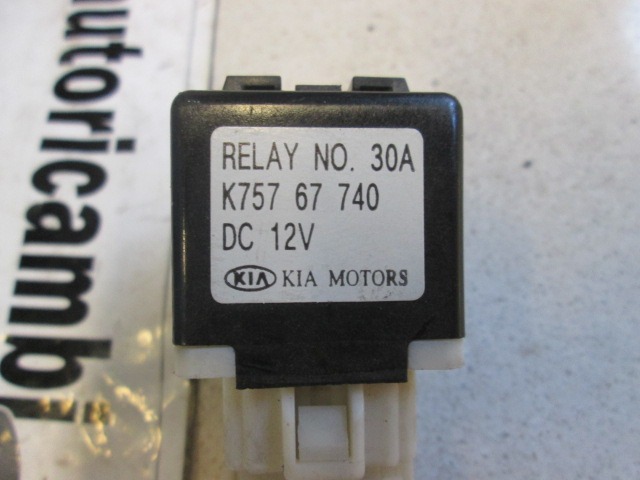 RELAY NO. 30A
K757 67 740
DC 12V
KIA KIA MOTORS
autoricambi